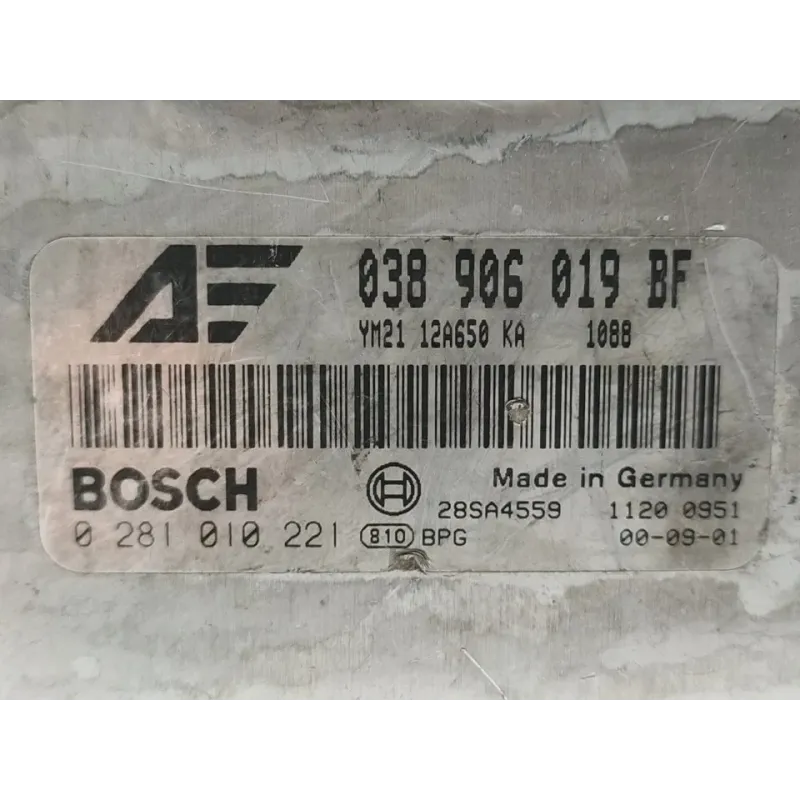 AE
038 906 019 BF
YM21 12A650 KA 1088
BOSCH
Made in Germany
28SA4559 1120 0951
0 281 010 221 810 BPG 00-09-01